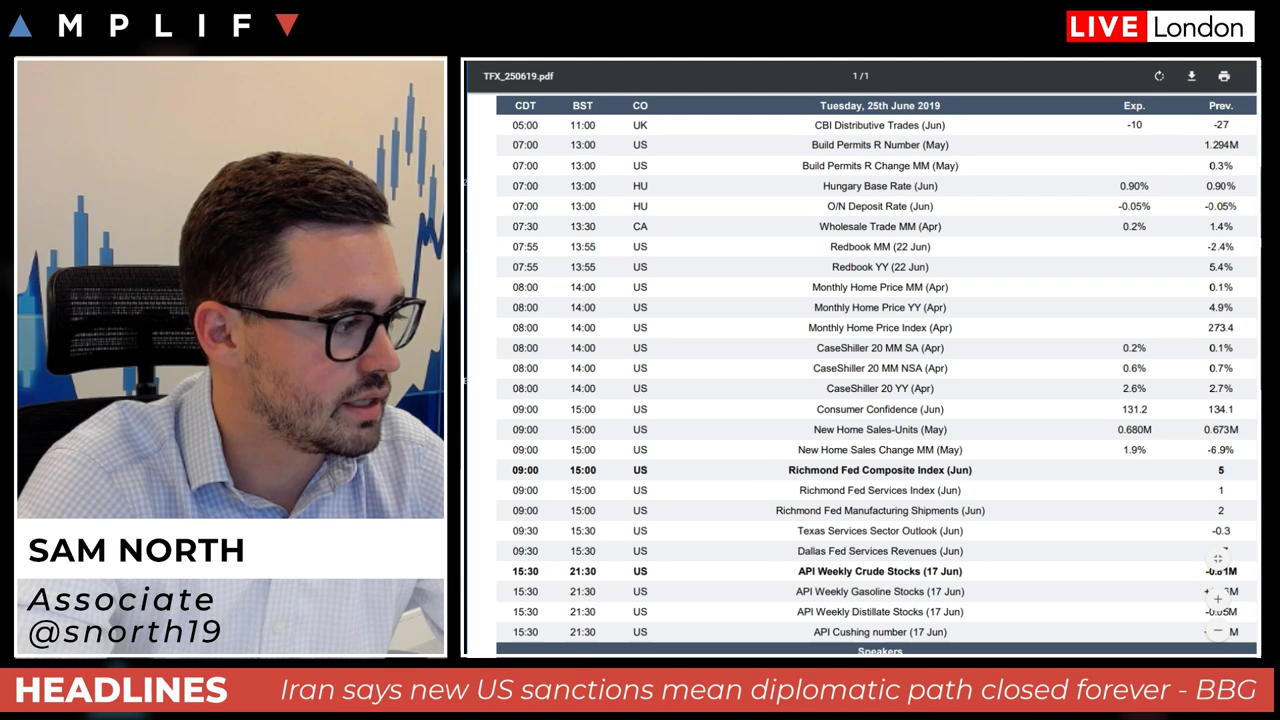 MPLIF
LIVE London
TFX_250619.pdf 1 / 1
CDT BST CO Tuesday, 25th June 2019 Exp. Prev.
05:00 11:00 UK CBI Distributive Trades (Jun) -10 -27
07:00 13:00 US Build Permits R Number (May) 1.294M
07:00 13:00 US Build Permits R Change MM (May) 0.3%
07:00 13:00 HU Hungary Base Rate (Jun) 0.90% 0.90%
07:00 13:00 HU O/N Deposit Rate (Jun) -0.05% -0.05%
07:30 13:30 CA Wholesale Trade MM (Apr) 0.2% 1.4%
07:55 13:55 US Redbook MM (22 Jun) -2.4%
07:55 13:55 US Redbook YY (22 Jun) 5.4%
08:00 14:00 US Monthly Home Price MM (Apr) 0.1%
08:00 14:00 US Monthly Home Price YY (Apr) 4.9%
08:00 14:00 US Monthly Home Price Index (Apr) 273.4
08:00 14:00 US CaseShiller 20 MM SA (Apr) 0.2% 0.1%
08:00 14:00 US CaseShiller 20 MM NSA (Apr) 0.6% 0.7%
08:00 14:00 US CaseShiller 20 YY (Apr) 2.6% 2.7%
09:00 15:00 US Consumer Confidence (Jun) 131.2 134.1
09:00 15:00 US New Home Sales-Units (May) 0.680M 0.673M
09:00 15:00 US New Home Sales Change MM (May) 1.9% -6.9%
09:00 15:00 US Richmond Fed Composite Index (Jun) 5
09:00 15:00 US Richmond Fed Services Index (Jun) 1
09:00 15:00 US Richmond Fed Manufacturing Shipments (Jun) 2
09:30 15:30 US Texas Services Sector Outlook (Jun) -0.3
09:30 15:30 US Dallas Fed Services Revenues (Jun)
15:30 21:30 US API Weekly Crude Stocks (17 Jun)
15:30 21:30 US API Weekly Gasoline Stocks (17 Jun)
15:30 21:30 US API Weekly Distillate Stocks (17 Jun)
15:30 21:30 US API Cushing number (17 Jun)
Speakers
SAM NORTH
Associate
@snorth19
HEADLINES Iran says new US sanctions mean diplomatic path closed forever - BBG